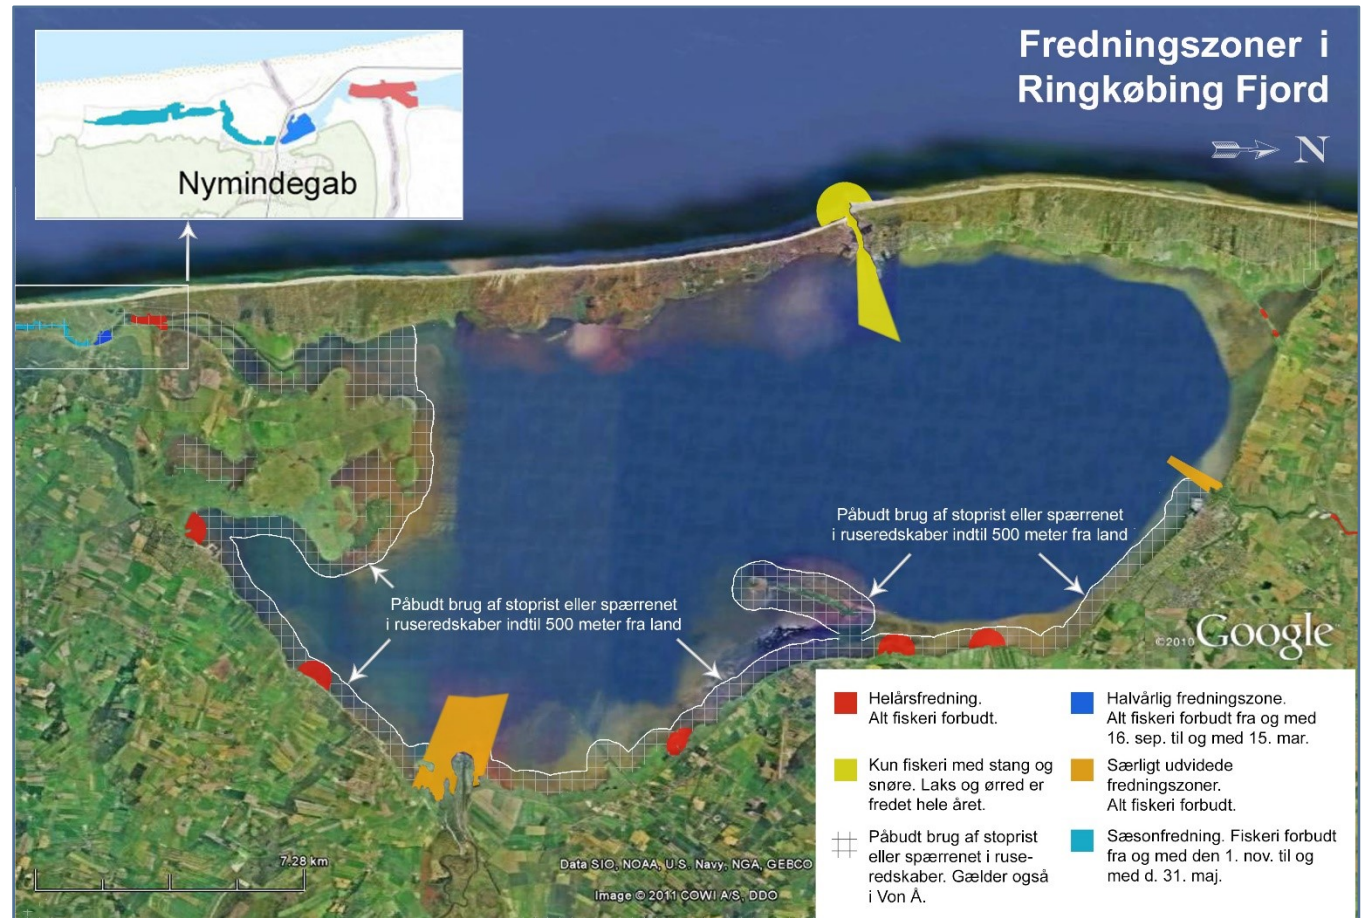 Fredningszoner i
Ringkøbing Fjord
N
Nymindegab
Påbudt brug af stoprist eller spærrenet
i ruseredskaber indtil 500 meter fra land
Påbudt brug af stoprist eller spærrenet
i ruseredskaber indtil 500 meter fra land
©2010 Google
Helårsfredning.
Alt fiskeri forbudt.
Kun fiskeri med stang og
snøre. Laks og ørred er
fredet hele året.
Påbudt brug af stoprist
eller spærrenet i ruse-
redskaber. Gælder også
i Von Å.
Halvårlig fredningszone.
Alt fiskeri forbudt fra og med
16. sep. til og med 15. mar.
Særligt udvidede
fredningszoner.
Alt fiskeri forbudt.
Sæsonfredning. Fiskeri forbudt
fra og med den 1. nov. til og
med d. 31. maj.
7.28 km
Data SIO, NOAA, U.S. Navy, NGA, GEBCO
Image © 2011 COWI A/S, DDO